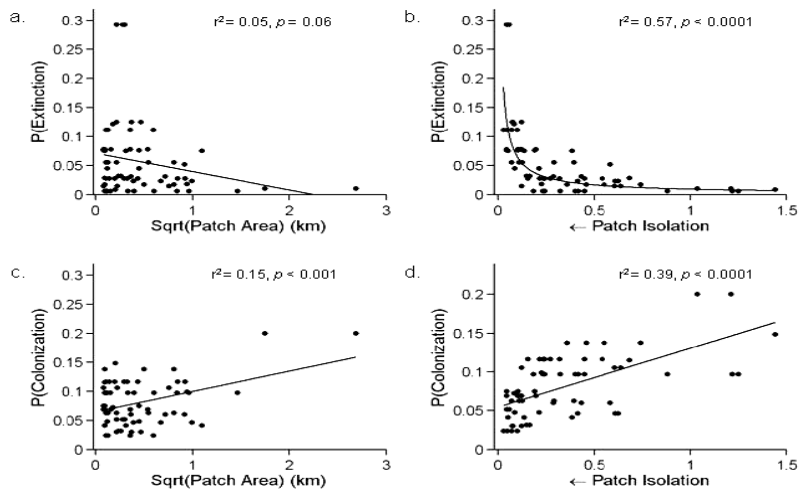 a.
r² = 0.05, p = 0.06
P(Extinction)
0.3
0.25
0.2
0.15
0.1
0.05
0
0
1
2
3
Sqrt(Patch Area) (km)
b.
r² = 0.57, p < 0.0001
P(Extinction)
0.3
0.25
0.2
0.15
0.1
0.05
0
0
0.5
1
1.5
← Patch Isolation
c.
r² = 0.15, p < 0.001
P(Colonization)
0.3
0.25
0.2
0.15
0.1
0.05
0
0
1
2
3
Sqrt(Patch Area) (km)
d.
r² = 0.39, p < 0.0001
P(Colonization)
0.2
0.15
0.1
0.05
0
0
0.5
1
1.5
← Patch Isolation